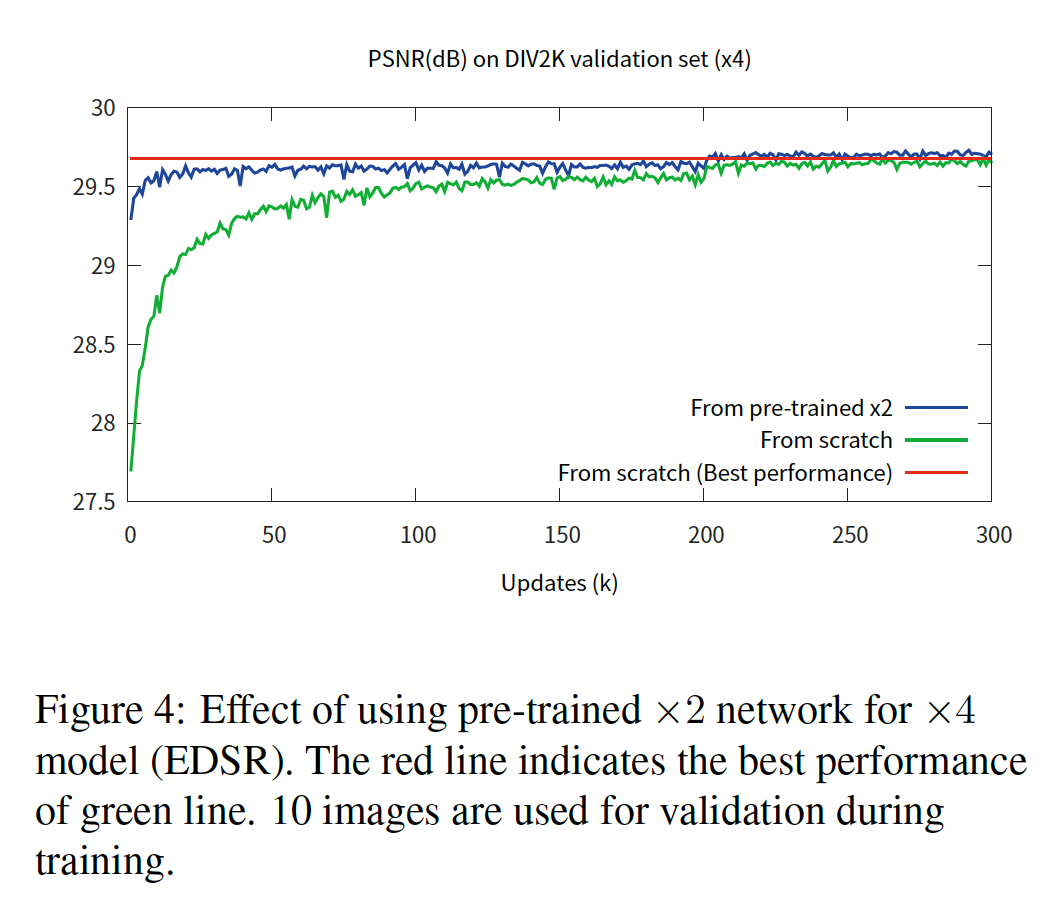 PSNR(dB) on DIV2K validation set (x4)
30
29.5
29
28.5
28
27.5
From pre-trained x2
From scratch
From scratch (Best performance)
0 50 100 150 200 250 300
Updates (k)
Figure 4: Effect of using pre-trained ×2 network for ×4
model (EDSR). The red line indicates the best performance
of green line. 10 images are used for validation during
training.